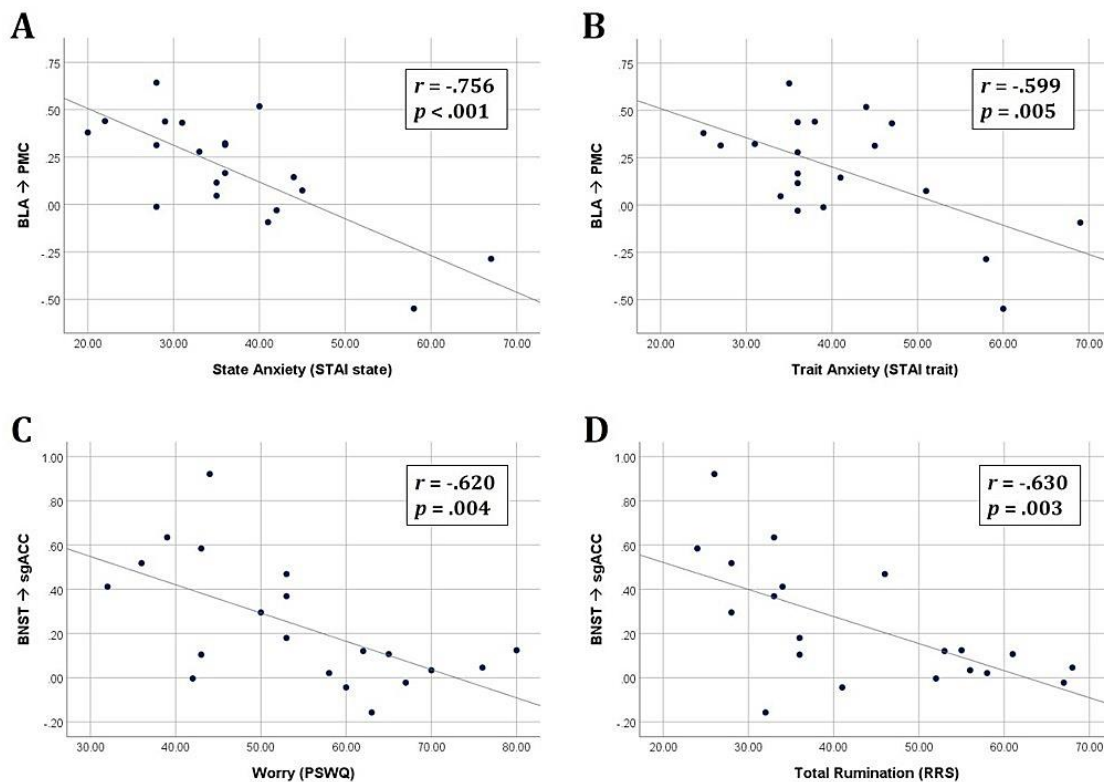 A
r = -.756
p < .001
BLA → PMC
.75
.50
.25
.00
-.25
-.50
20.00 30.00 40.00 50.00 60.00 70.00
State Anxiety (STAI state)
B
r = -.599
p = .005
BLA → PMC
.75
.50
.25
.00
-.25
-.50
20.00 30.00 40.00 50.00 60.00 70.00
Trait Anxiety (STAI trait)
C
r = -.620
p = .004
BNST → sgACC
1.00
.80
.60
.40
.20
.00
-.20
30.00 40.00 50.00 60.00 70.00 80.00
Worry (PSWQ)
D
r = -.630
p = .003
BNST → sgACC
1.00
.80
.60
.40
.20
.00
-.20
20.00 30.00 40.00 50.00 60.00 70.00
Total Rumination (RRS)